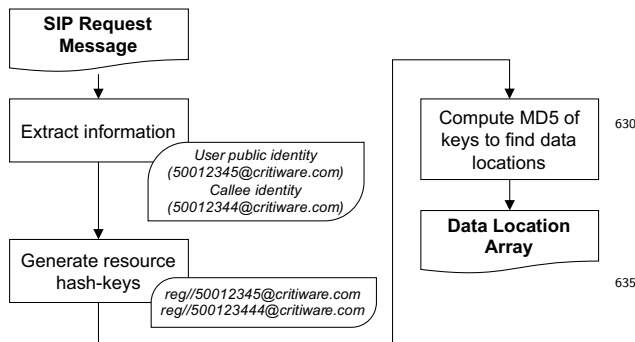 SIP Request
Message
Extract information
User public identity
(50012345@critiware.com)
Callee identity
(50012344@critiware.com)
Generate resource
hash-keys
reg//50012345@critiware.com
reg//500123444@critiware.com
Compute MD5 of
keys to find data
locations
Data Location
Array
630
635